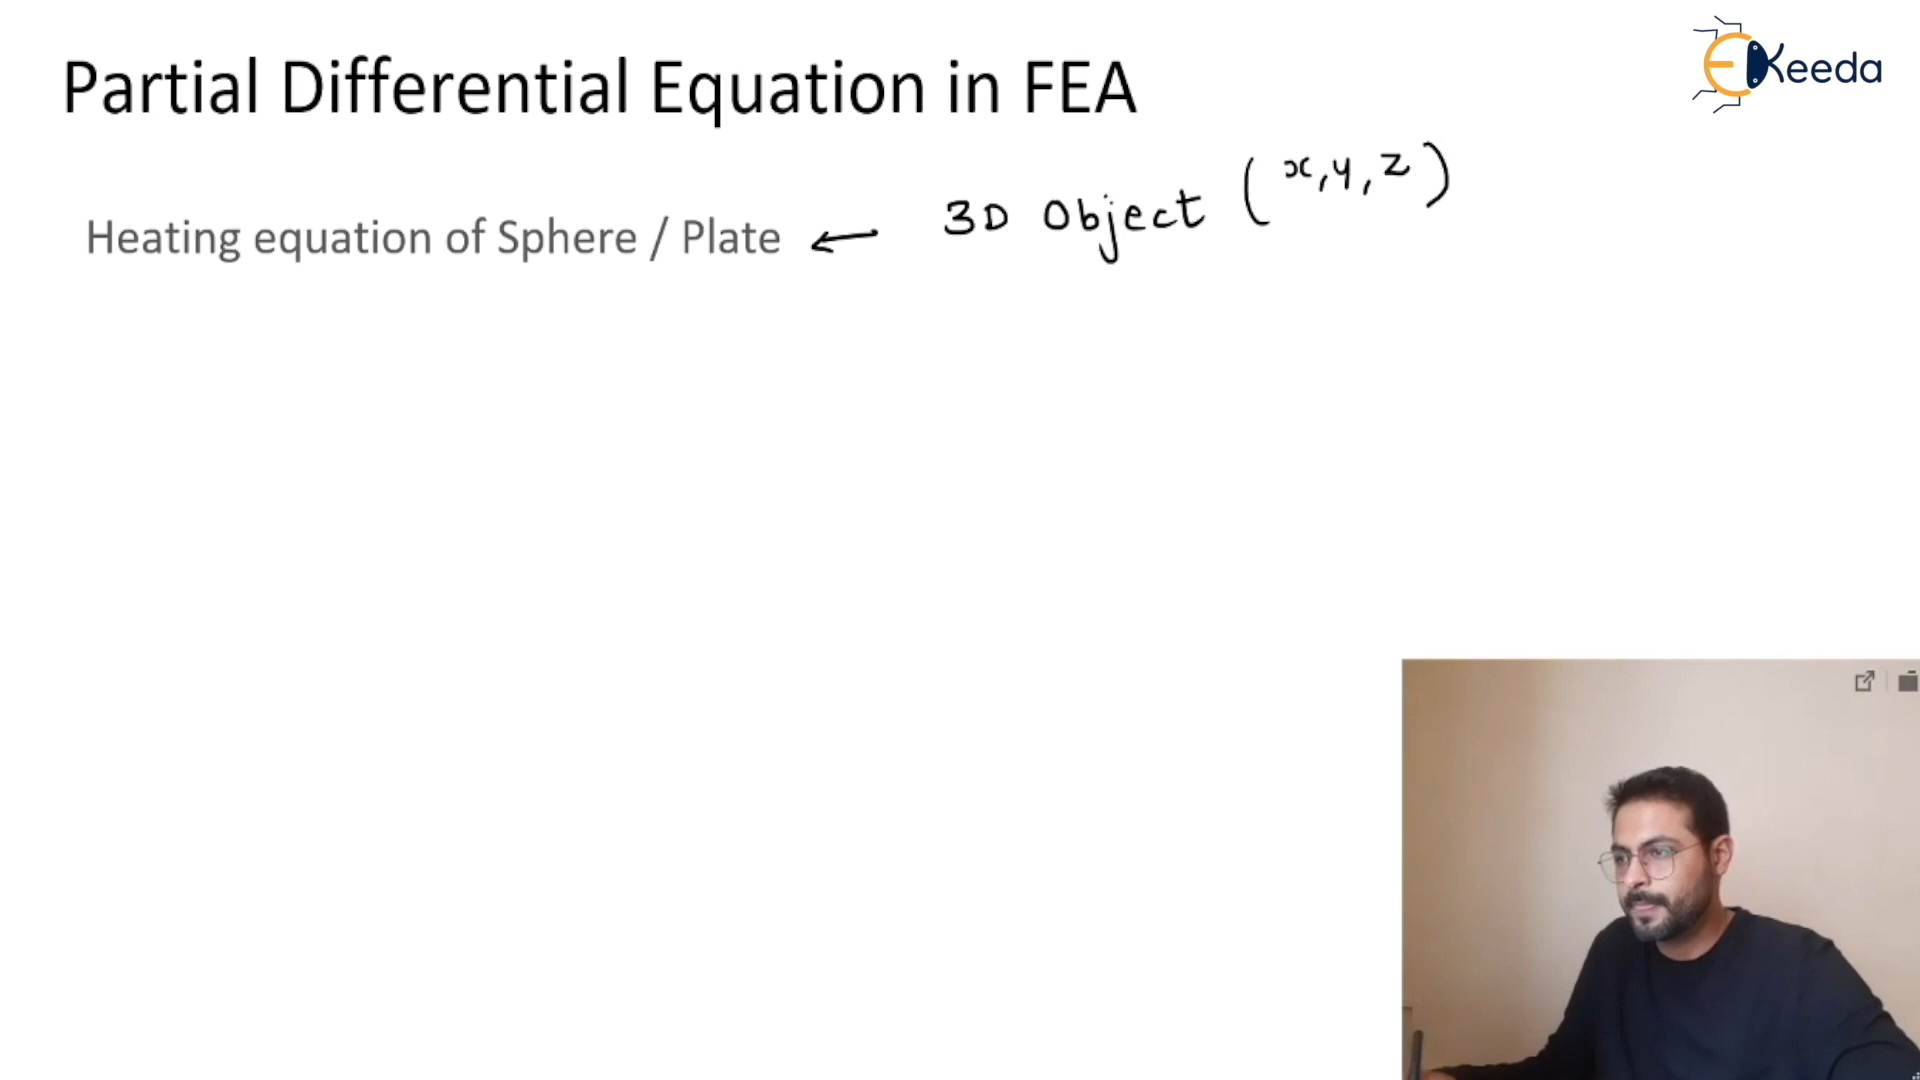 Partial Differential Equation in FEA
EKeeda
Heating equation of Sphere / Plate ← 3D Object (x,y,z)